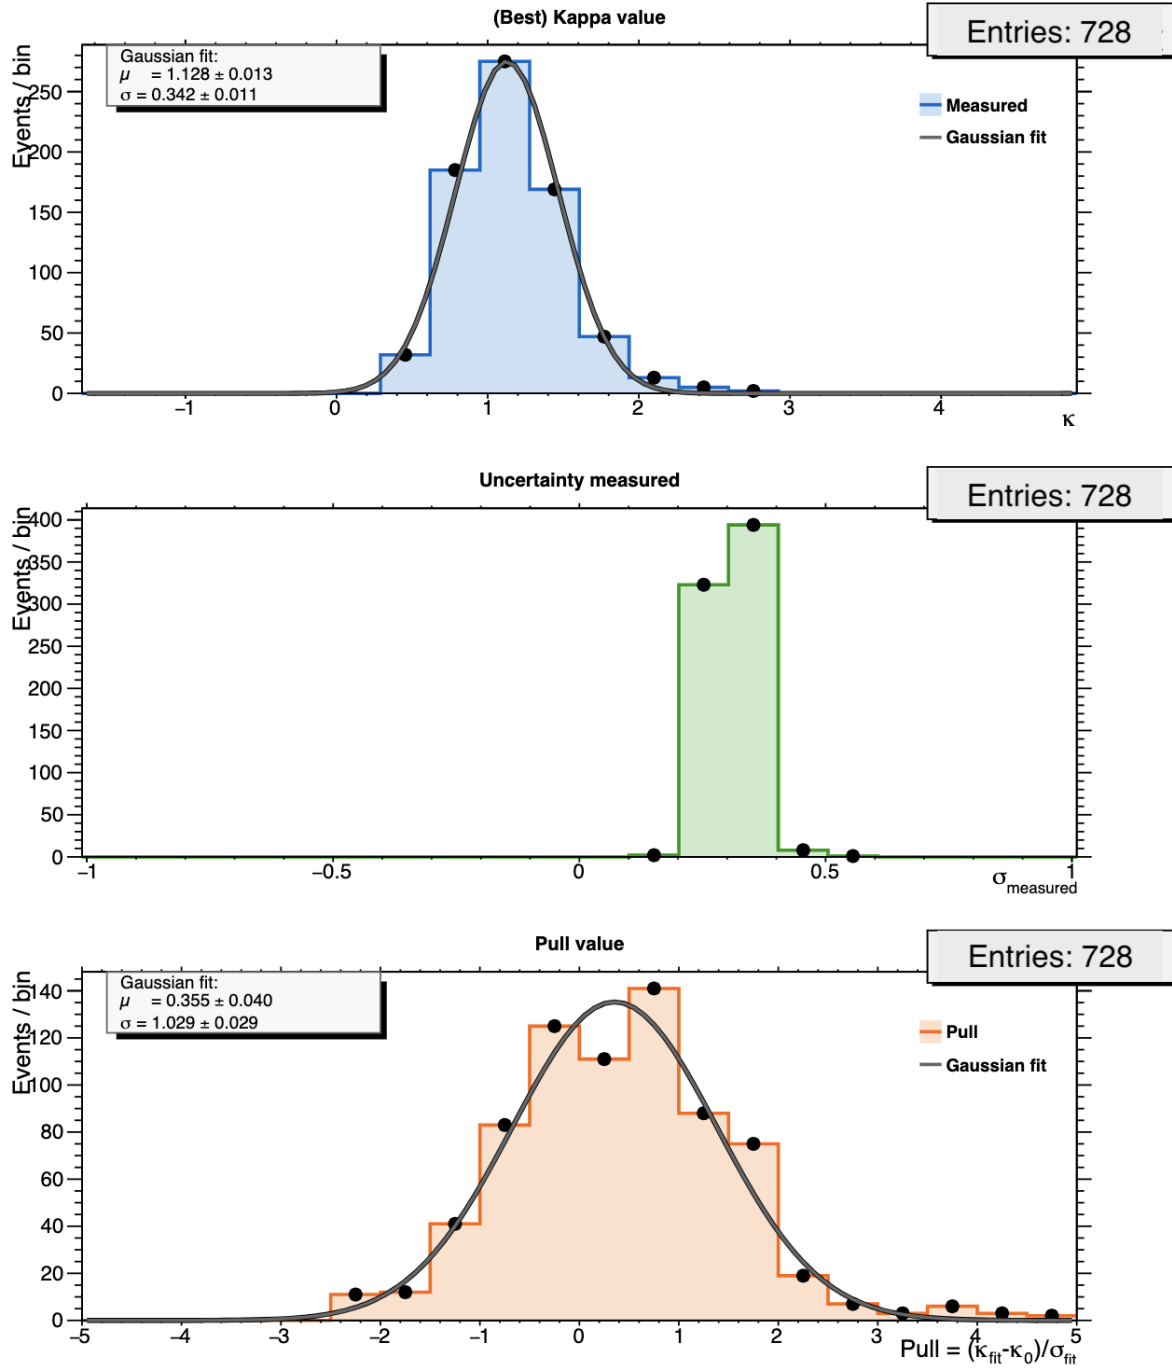 (Best) Kappa value
Entries: 728
Gaussian fit:
μ = 1.128 ± 0.013
σ = 0.342 ± 0.011
Events / bin
Measured
Gaussian fit
250
200
150
100
50
0
−1 0 1 2 3 4
κ
Uncertainty measured
Entries: 728
Events / bin
400
350
300
250
200
150
100
50
0
−1 −0.5 0 0.5 1
σmeasured
Pull value
Entries: 728
Gaussian fit:
μ = 0.355 ± 0.040
σ = 1.029 ± 0.029
Events / bin
Pull
Gaussian fit
140
120
100
80
60
40
20
0
−5 −4 −3 −2 −1 0 1 2 3 4 5
Pull = (κfit-κ0)/σfit